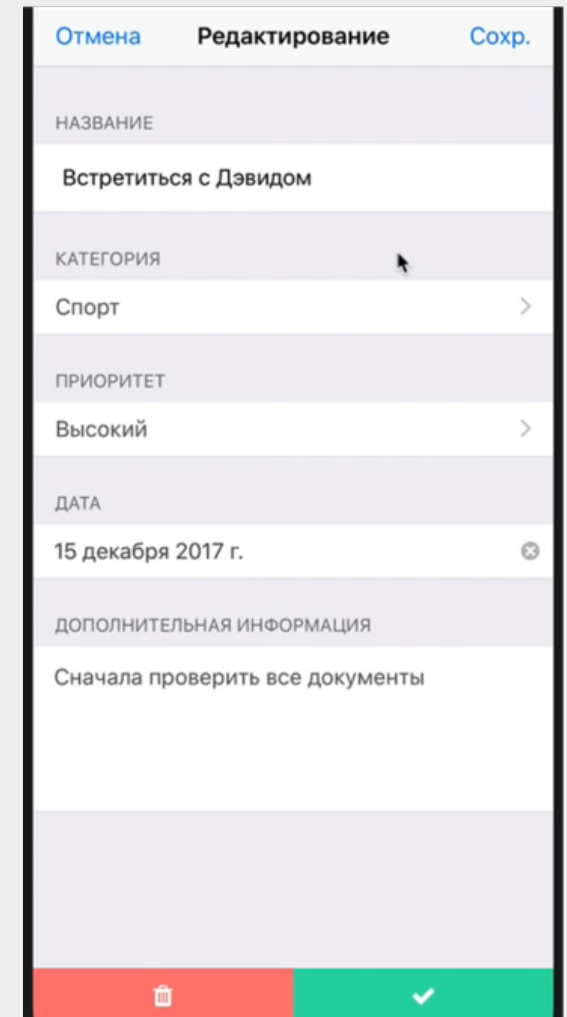 Отмена Редактирование Сохр.
НАЗВАНИЕ
Встретиться с Дэвидом
КАТЕГОРИЯ
Спорт
ПРИОРИТЕТ
Высокий
ДАТА
15 декабря 2017 г.
ДОПОЛНИТЕЛЬНАЯ ИНФОРМАЦИЯ
Сначала проверить все документы